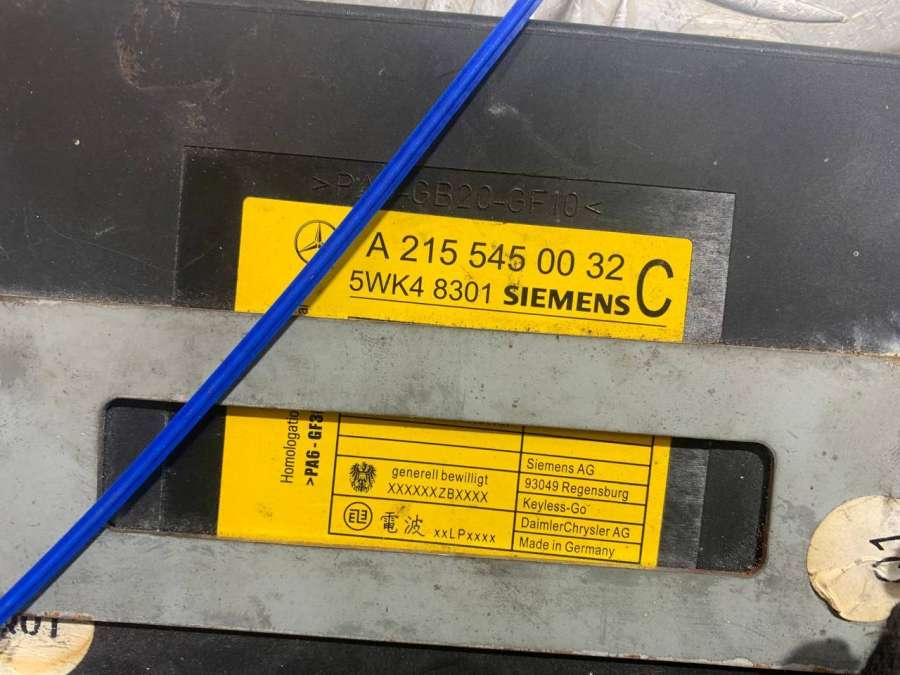 GB20-GF10<
A 215 545 00 32 C
5WK4 8301 SIEMENS
Homologation
>PA6-GF3
generell bewilligt
XXXXXXZBXXXX
電波 xxLPxxxx
Siemens AG
93049 Regensburg
Keyless-Go
DaimlerChrysler AG
Made in Germany